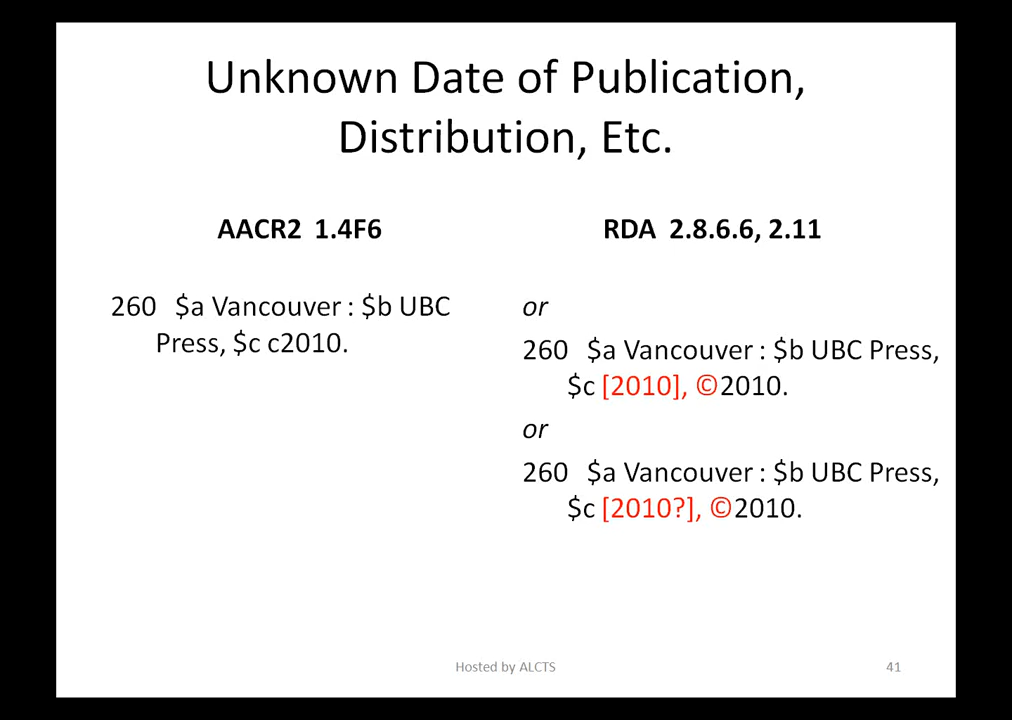 Unknown Date of Publication,
Distribution, Etc.
AACR2 1.4F6
260 $a Vancouver : $b UBC
Press, $c c2010.
RDA 2.8.6.6, 2.11
or
260 $a Vancouver : $b UBC Press,
$c [2010], ©2010.
or
260 $a Vancouver : $b UBC Press,
$c [2010?], ©2010.
Hosted by ALCTS
41